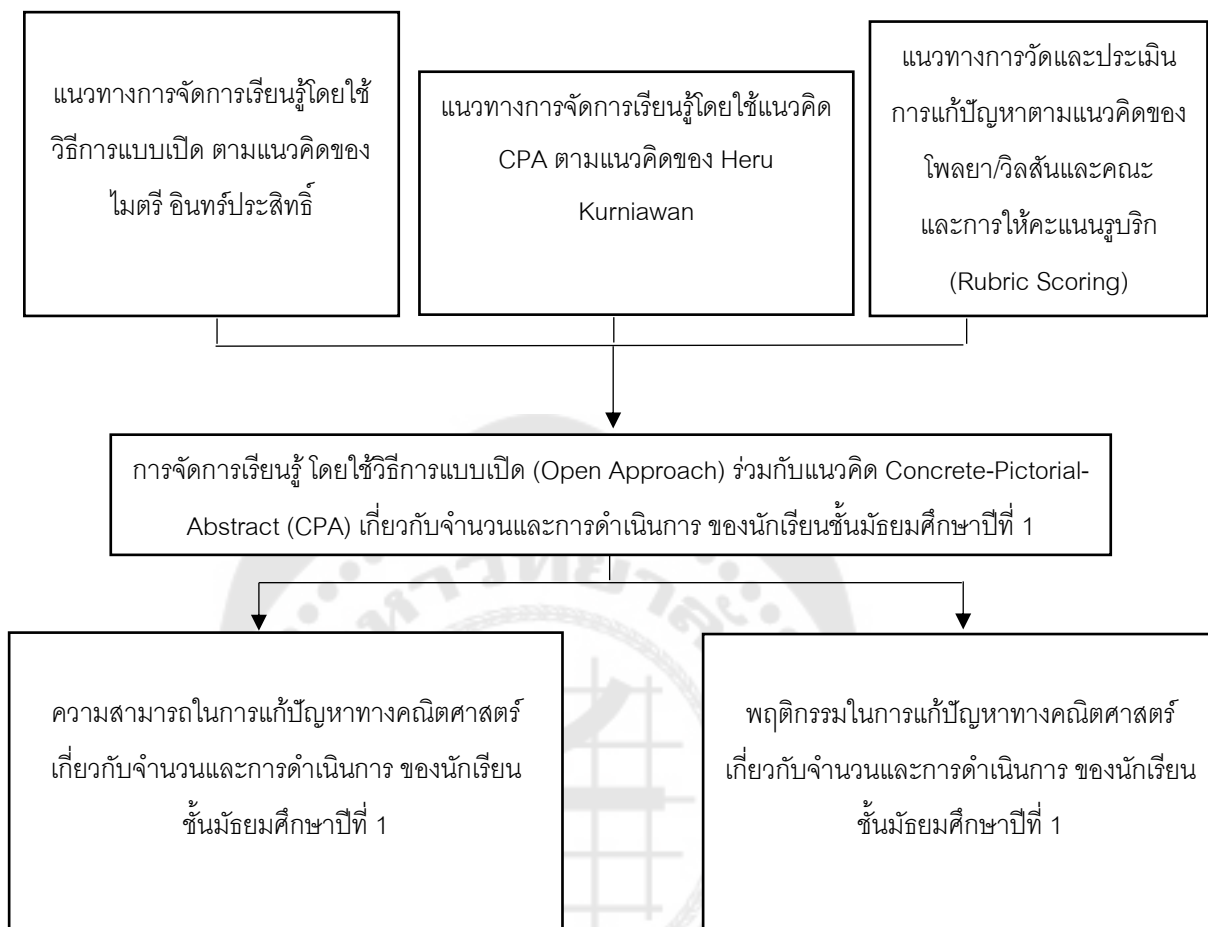 แนวทางการจัดการเรียนรู้โดยใช้
วิธีการแบบเปิด ตามแนวคิดของ
ไมตรี อินทร์ประสิทธิ์
แนวทางการจัดการเรียนรู้โดยใช้แนวคิด
CPA ตามแนวคิดของ Heru
Kurniawan
แนวทางการวัดและประเมิน
การแก้ปัญหาตามแนวคิดของ
โพลยา/วิลสันและคณะ
และการให้คะแนนรูบริก
(Rubric Scoring)
การจัดการเรียนรู้ โดยใช้วิธีการแบบเปิด (Open Approach) ร่วมกับแนวคิด Concrete-Pictorial-
Abstract (CPA) เกี่ยวกับจำนวนและการดำเนินการ ของนักเรียนชั้นมัธยมศึกษาปีที่ 1
ความสามารถในการแก้ปัญหาทางคณิตศาสตร์
เกี่ยวกับจำนวนและการดำเนินการ ของนักเรียน
ชั้นมัธยมศึกษาปีที่ 1
พฤติกรรมในการแก้ปัญหาทางคณิตศาสตร์
เกี่ยวกับจำนวนและการดำเนินการ ของนักเรียน
ชั้นมัธยมศึกษาปีที่ 1